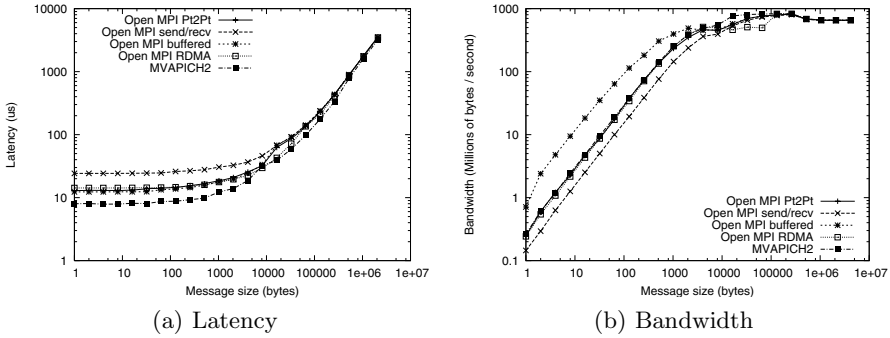 Open MPI Pt2Pt
Open MPI send/recv
Open MPI buffered
Open MPI RDMA
MVAPICH2
10000
1000
100
10
1
Latency (us)
1 10 100 1000 10000 100000 1e+06 1e+07
Message size (bytes)
(a) Latency
1000
100
10
1
0.1
Bandwidth (Millions of bytes / second)
Open MPI Pt2Pt
Open MPI send/recv
Open MPI buffered
Open MPI RDMA
MVAPICH2
1 10 100 1000 10000 100000 1e+06 1e+07
Message size (bytes)
(b) Bandwidth